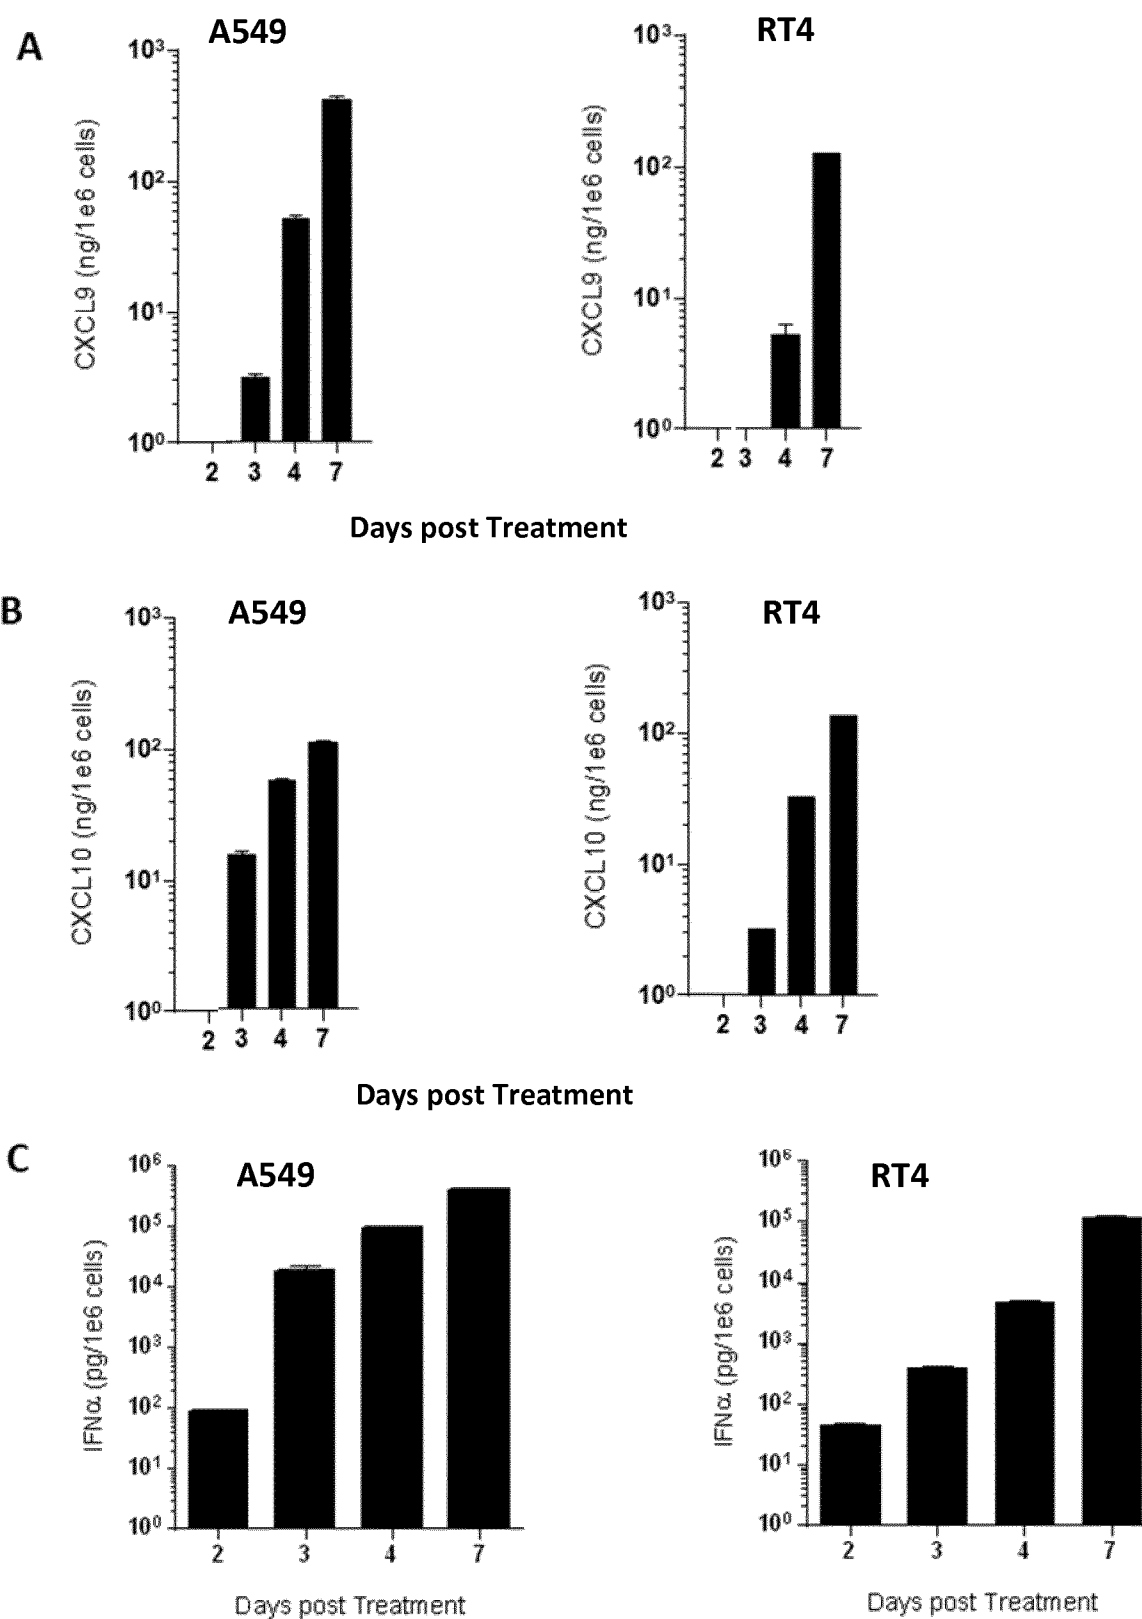 A
A549
RT4
CXCL9 (ng/1e6 cells)
10³
10²
10¹
10⁰
2 3 4 7
CXCL9 (ng/1e6 cells)
10³
10²
10¹
10⁰
2 3 4 7
Days post Treatment
B
A549
RT4
CXCL10 (ng/1e6 cells)
10³
10²
10¹
10⁰
2 3 4 7
CXCL10 (ng/1e6 cells)
10³
10²
10¹
10⁰
2 3 4 7
Days post Treatment
C
A549
RT4
IFNα (pg/1e6 cells)
10⁶
10⁵
10⁴
10³
10²
10¹
10⁰
2 3 4 7
Days post Treatment
IFNα (pg/1e6 cells)
10⁶
10⁵
10⁴
10³
10²
10¹
10⁰
2 3 4 7
Days post Treatment